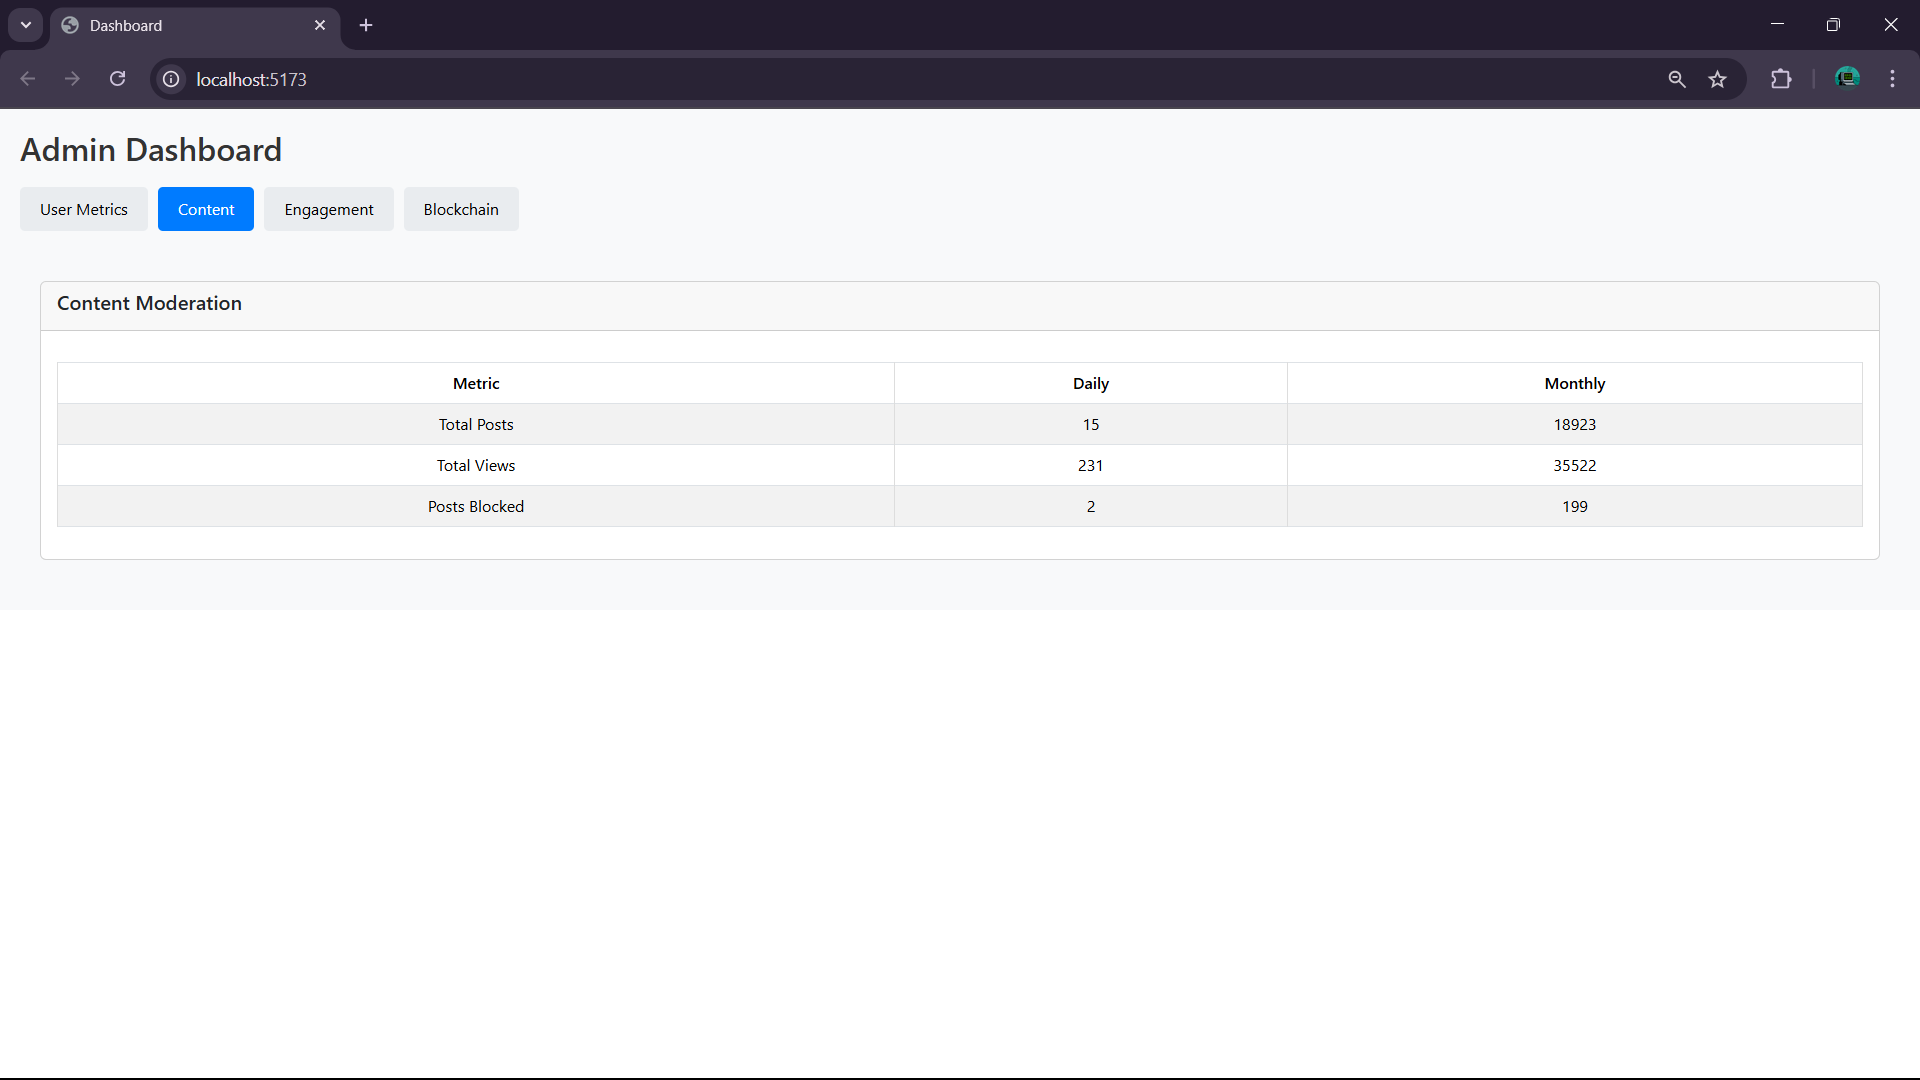 Dashboard
localhost:5173
Admin Dashboard
User Metrics Content Engagement Blockchain
Content Moderation
Metric Daily Monthly
Total Posts 15 18923
Total Views 231 35522
Posts Blocked 2 199